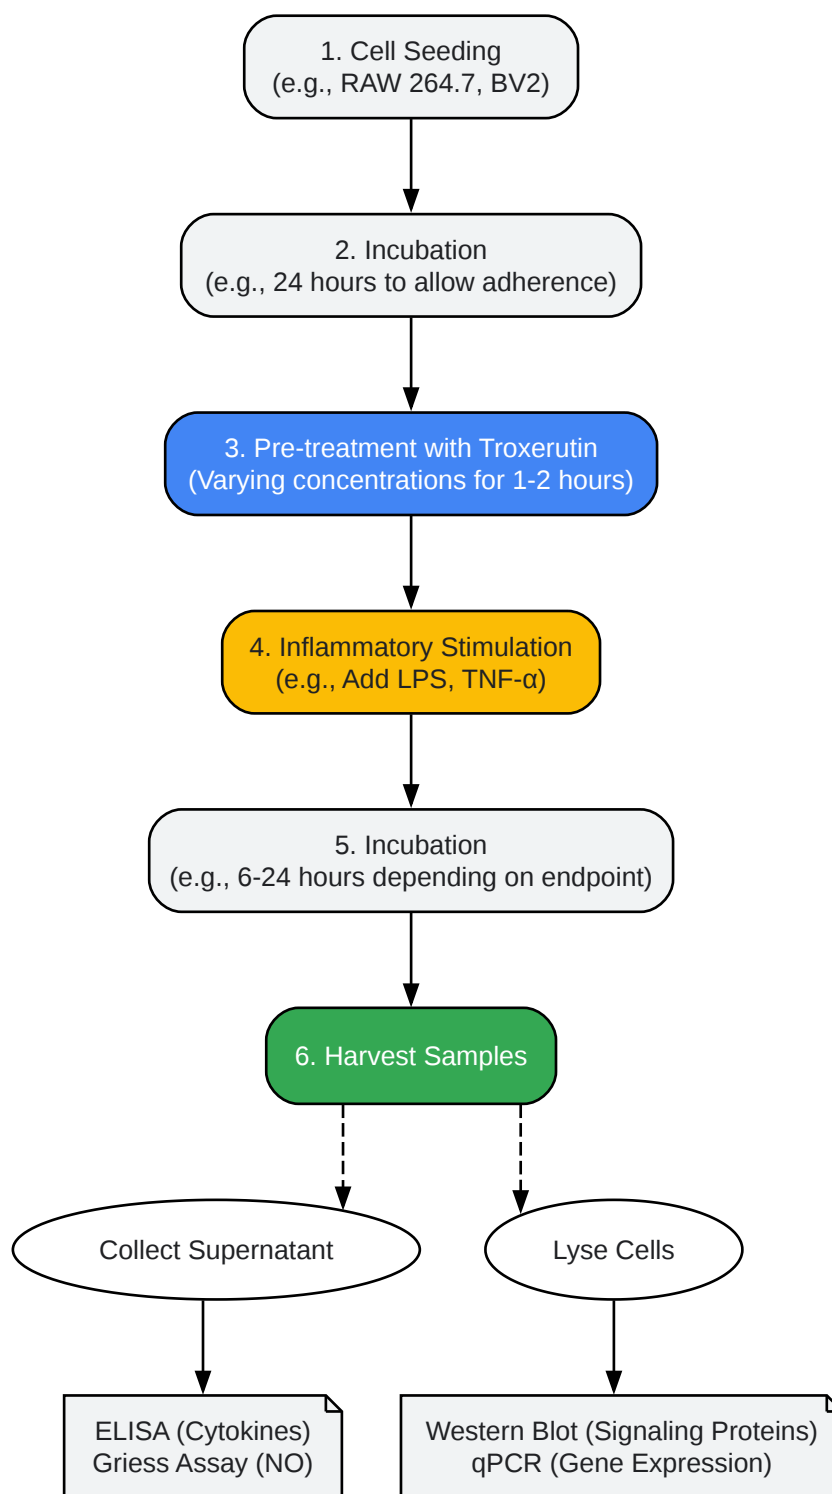 1. Cell Seeding
(e.g., RAW 264.7, BV2)
2. Incubation
(e.g., 24 hours to allow adherence)
3. Pre-treatment with Troxerutin
(Varying concentrations for 1-2 hours)
4. Inflammatory Stimulation
(e.g., Add LPS, TNF-α)
5. Incubation
(e.g., 6-24 hours depending on endpoint)
6. Harvest Samples
Collect Supernatant
Lyse Cells
ELISA (Cytokines)
Griess Assay (NO)
Western Blot (Signaling Proteins)
qPCR (Gene Expression)